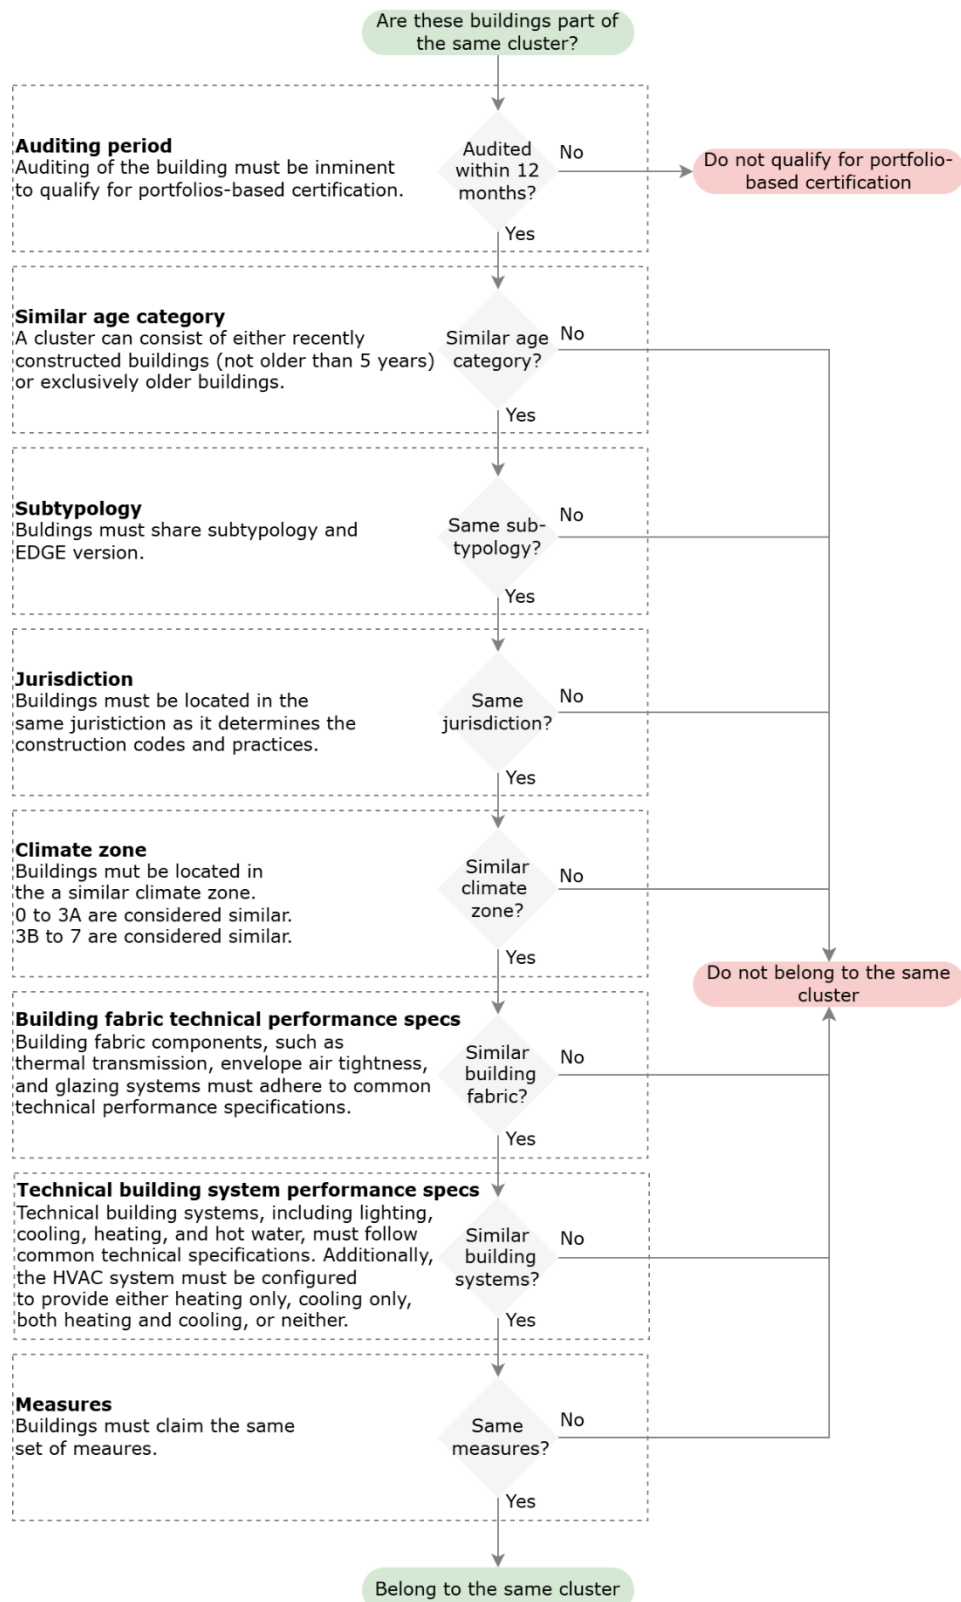 Are these buildings part of
the same cluster?
Auditing period
Auditing of the building must be inminent
to qualify for portfolios-based certification.
Audited
within 12
months?
No
Do not qualify for portfolio-
based certification
Yes
Similar age category
A cluster can consist of either recently
constructed buildings (not older than 5 years)
or exclusively older buildings.
Similar age
category?
No
Yes
Subtypology
Buldings must share subtypology and
EDGE version.
Same sub-
typology?
No
Yes
Jurisdiction
Buildings must be located in the
same juristiction as it determines the
construction codes and practices.
Same
jurisdiction?
No
Yes
Climate zone
Buildings mut be located in
the a similar climate zone.
0 to 3A are considered similar.
3B to 7 are considered similar.
Similar
climate
zone?
No
Yes
Do not belong to the same
cluster
Building fabric technical performance specs
Building fabric components, such as
thermal transmission, envelope air tightness,
and glazing systems must adhere to common
technical performance specifications.
Similar
building
fabric?
No
Yes
Technical building system performance specs
Technical building systems, including lighting,
cooling, heating, and hot water, must follow
common technical specifications. Additionally,
the HVAC system must be configured
to provide either heating only, cooling only,
both heating and cooling, or neither.
Similar
building
systems?
No
Yes
Measures
Buildings must claim the same
set of meaures.
Same
measures?
No
Yes
Belong to the same cluster